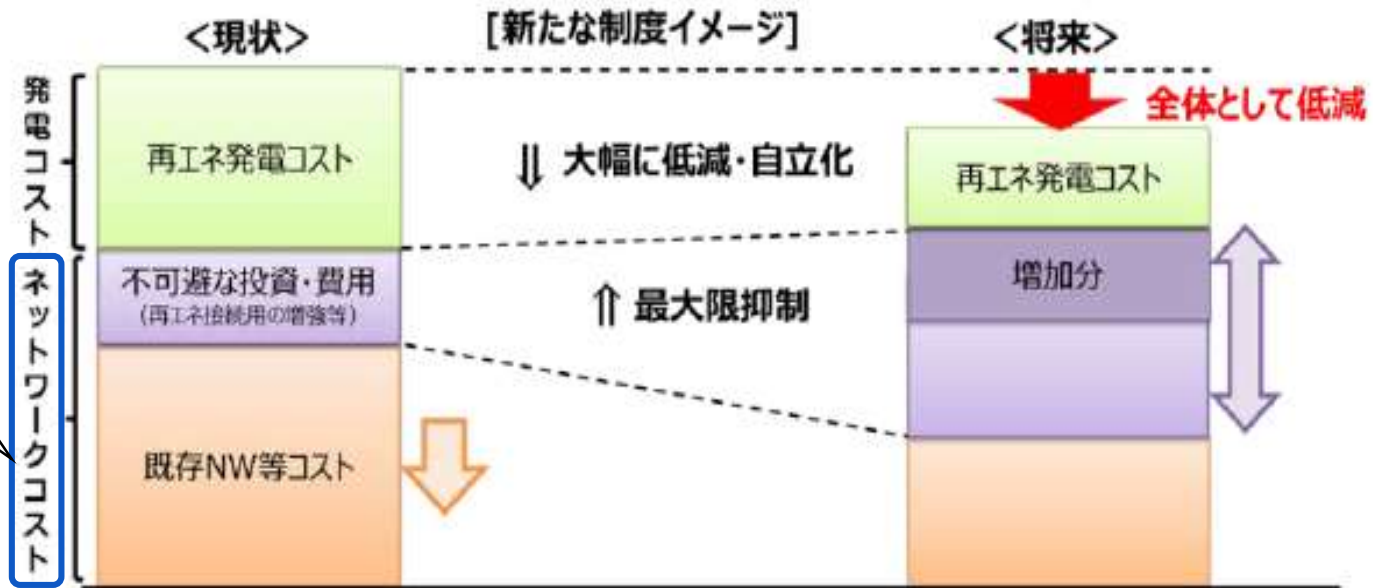 [新たな制度イメージ]
<現状>
<将来>
発電コスト
再エネ発電コスト
⇓ 大幅に低減・自立化
全体として低減
再エネ発電コスト
ネットワークコスト
不可避な投資・費用
(再エネ接続用の増強等)
⇑ 最大限抑制
増加分
既存NW等コスト